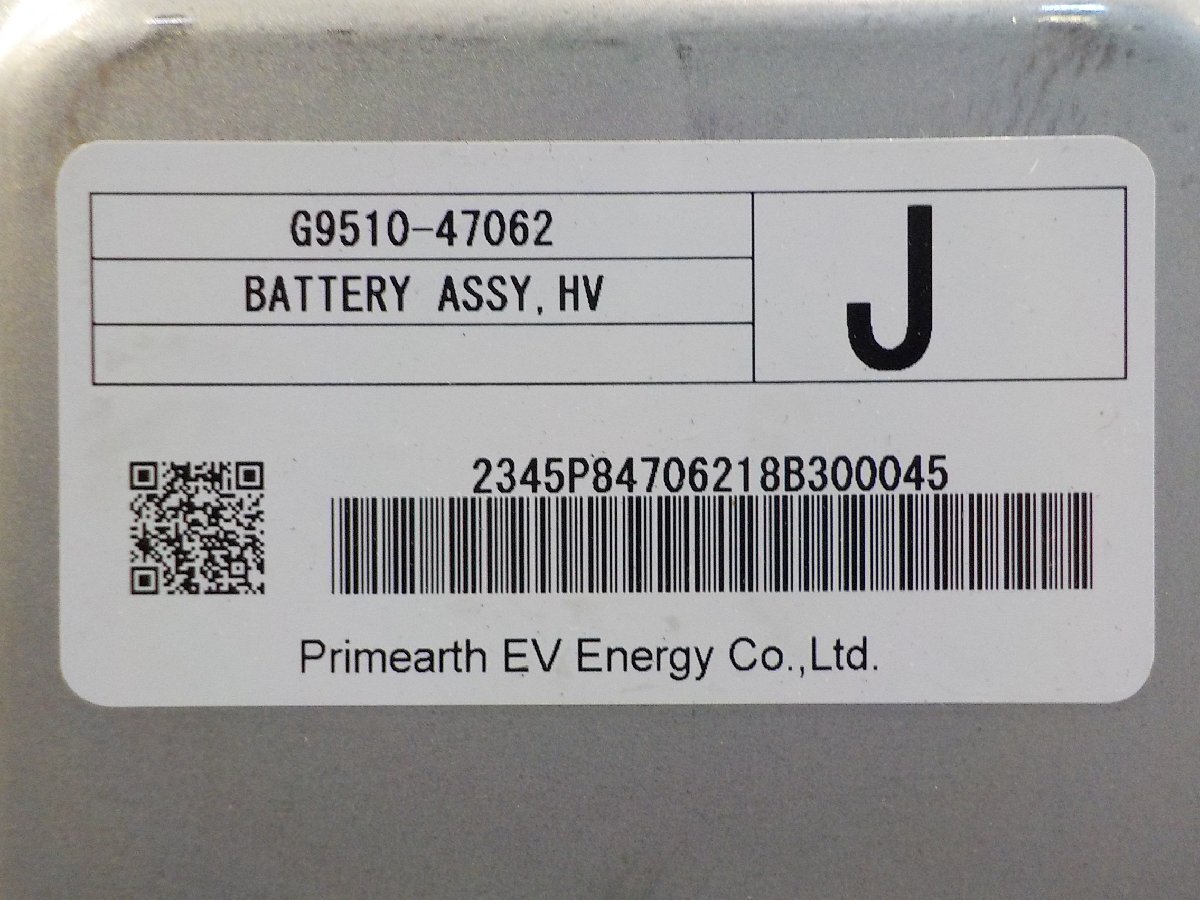 G9510-47062
BATTERY ASSY,HV
J
2345P84706218B300045
Primearth EV Energy Co.,Ltd.